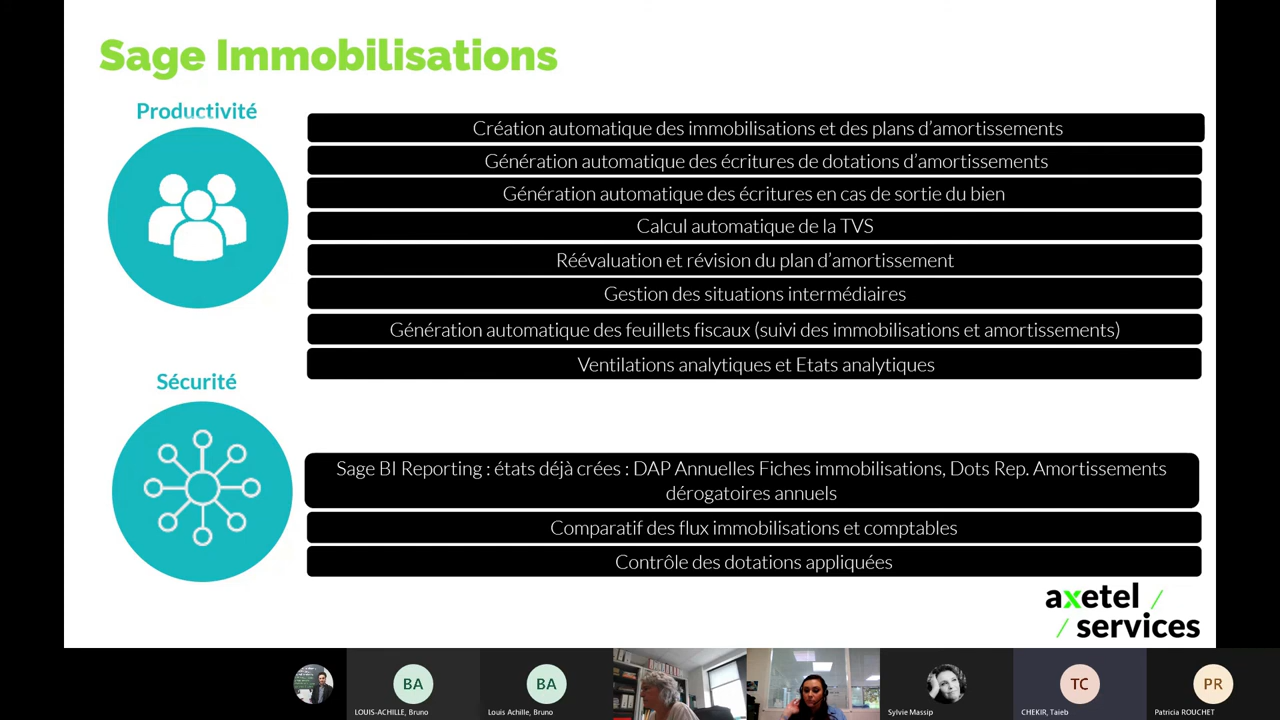 Sage Immobilisations
Productivité
Création automatique des immobilisations et des plans d’amortissements
Génération automatique des écritures de dotations d’amortissements
Génération automatique des écritures en cas de sortie du bien
Calcul automatique de la TVS
Réévaluation et révision du plan d’amortissement
Gestion des situations intermédiaires
Génération automatique des feuillets fiscaux (suivi des immobilisations et amortissements)
Ventilations analytiques et Etats analytiques
Sécurité
Sage BI Reporting : états déjà crées : DAP Annuelles Fiches immobilisations, Dots Rep. Amortissements
dérogatoires annuels
Comparatif des flux immobilisations et comptables
Contrôle des dotations appliquées
axetel /
/ services
BA
LOUIS-ACHILLE, Bruno
BA
Louis Achille, Bruno
Sylvie Massip
TC
CHEKIR, Taieb
PR
Patricia ROUCHET